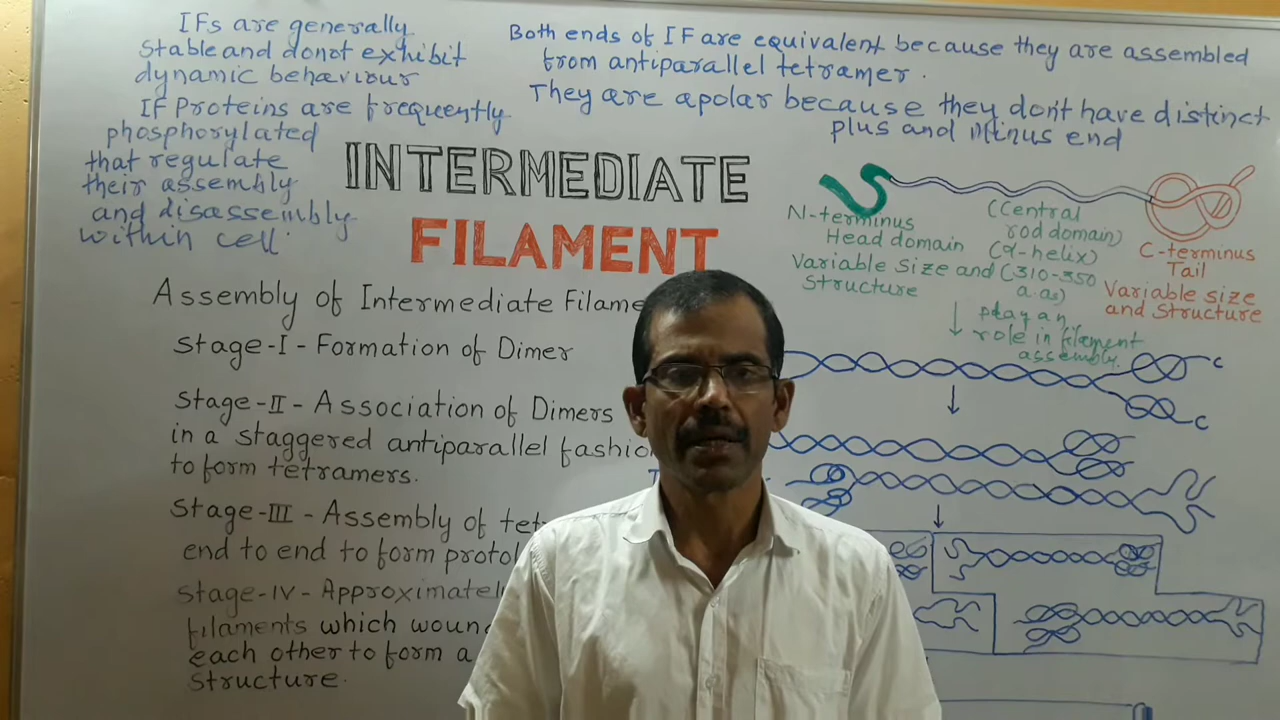 IFs are generally
stable and donot exhibit
dynamic behaviour
IF Proteins are frequently
phosphorylated
that regulate
their assembly
and disassembly
within cell.
Both ends of IF are equivalent because they are assembled
from antiparallel tetramer.
They are apolar because they don't have distinct
plus and Minus end
INTERMEDIATE
FILAMENT
N-terminus
Head domain
Variable Size and
Structure
(Central
rod domain)
(α-helix)
(310-350
a.as)
play an
role in filament
assembly.
C-terminus
Tail
Variable size
and Structure
Assembly of Intermediate Filame
Stage-I - Formation of Dimer
Stage-II - Association of Dimers
in a staggered antiparallel fashio
to form tetramers.
Stage-III - Assembly of tet
end to end to form protof
Stage-IV - Approximatel
filaments which woun
each other to form a
structure.
C
C